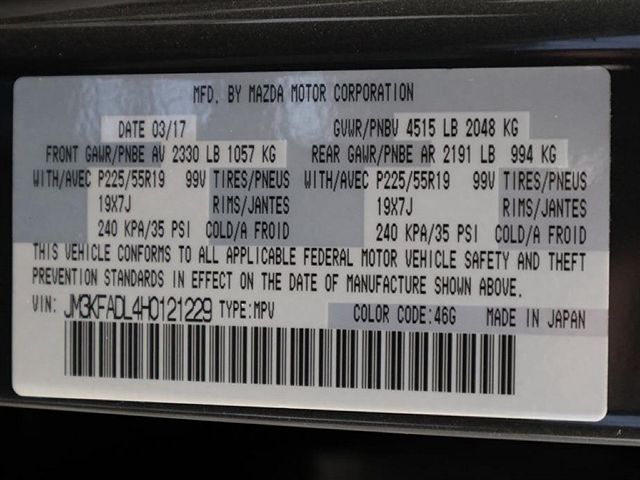 MFD. BY MAZDA MOTOR CORPORATION
DATE 03/17 GVWR/PNBV 4515 LB 2048 KG
FRONT GAWR/PNBE AV 2330 LB 1057 KG REAR GAWR/PNBE AR 2191 LB 994 KG
WITH/AVEC P225/55R19 99V TIRES/PNEUS WITH/AVEC P225/55R19 99V TIRES/PNEUS
19X7J RIMS/JANTES 19X7J RIMS/JANTES
240 KPA/35 PSI COLD/A FROID 240 KPA/35 PSI COLD/A FROID
THIS VEHICLE CONFORMS TO ALL APPLICABLE FEDERAL MOTOR VEHICLE SAFETY AND THEFT
PREVENTION STANDARDS IN EFFECT ON THE DATE OF MANUFACTURE SHOWN ABOVE.
VIN: JM3KFADL4H0121229 TYPE:MPV COLOR CODE:46G MADE IN JAPAN